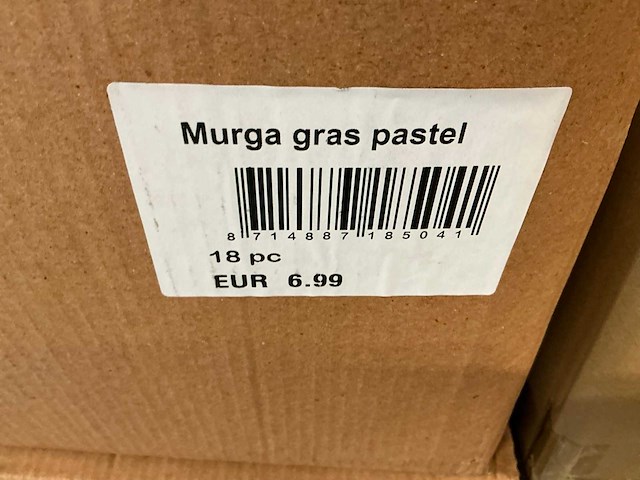 Murga gras pastel
8 714887 185041
18 pc
EUR 6.99